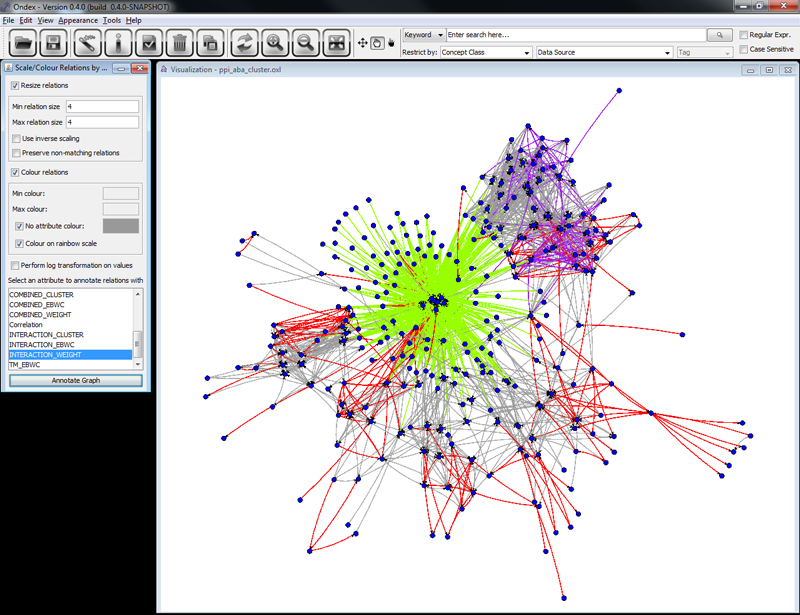 Ondex - Version 0.4.0 (build 0.4.0-SNAPSHOT)
File Edit View Appearance Tools Help
Keyword
Enter search here...
Regular Expr.
Restrict by:
Concept Class
Data Source
Tag
Case Sensitive
Scale/Colour Relations by ...
Visualization - ppi_aba_cluster.oxl
Resize relations
Min relation size 4
Max relation size 4
Use inverse scaling
Preserve non-matching relations
Colour relations
Min colour:
Max colour:
No attribute colour:
Colour on rainbow scale
Perform log transformation on values
Select an attribute to annotate relations with
COMBINED_CLUSTER
COMBINED_EBWC
COMBINED_WEIGHT
Correlation
INTERACTION_CLUSTER
INTERACTION_EBWC
INTERACTION_WEIGHT
TM_EBWC
Annotate Graph